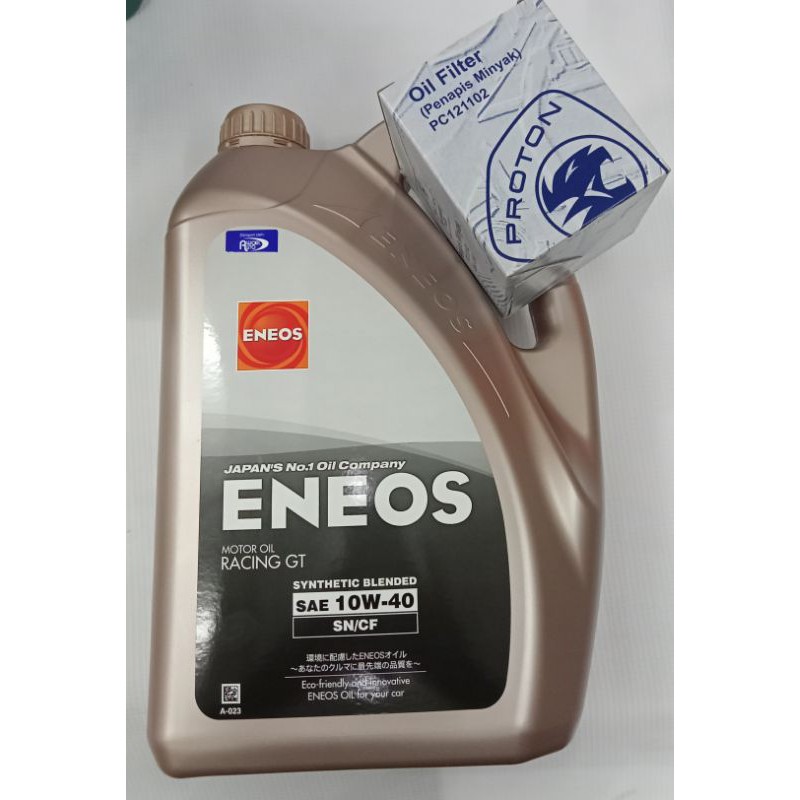 Oil Filter
(Penapis Minyak)
PC121102
PROTON
ENEOS
ENEOS
JAPAN'S No.1 Oil Company
ENEOS
MOTOR OIL
RACING GT
SYNTHETIC BLENDED
SAE 10W-40
SN/CF
環境に配慮したENEOSオイル
～あなたのクルマに最先端の品質を～
Eco-friendly and innovative
ENEOS OIL for your car
A-023